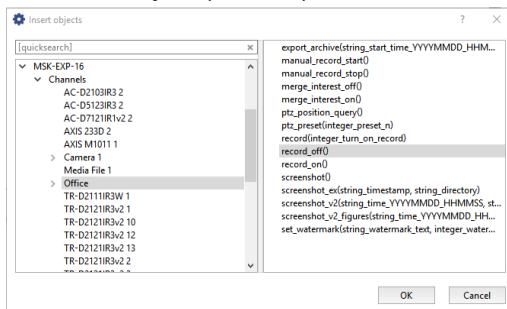 Insert objects
? ×
[quicksearch] ×
MSK-EXP-16
Channels
AC-D2103IR3 2
AC-D5123IR3 2
AC-D7121IR1v2 2
AXIS 233D 2
AXIS M1011 1
Camera 1
Media File 1
Office
TR-D2111IR3W 1
TR-D2121IR3v2 1
TR-D2121IR3v2 10
TR-D2121IR3v2 12
TR-D2121IR3v2 13
TR-D2121IR3v2 2
export_archive(string_start_time_YYYYMMDD_HHM...
manual_record_start()
manual_record_stop()
merge_interest_off()
merge_interest_on()
ptz_position_query()
ptz_preset(integer_preset_n)
record(integer_turn_on_record)
record_off()
record_on()
screenshot()
screenshot_ex(string_timestamp, string_directory)
screenshot_v2(string_time_YYYYMMDD_HHMMSS, st...
screenshot_v2_figures(string_time_YYYYMMDD_HH...
set_watermark(string_watermark_text, integer_water...
OK Cancel